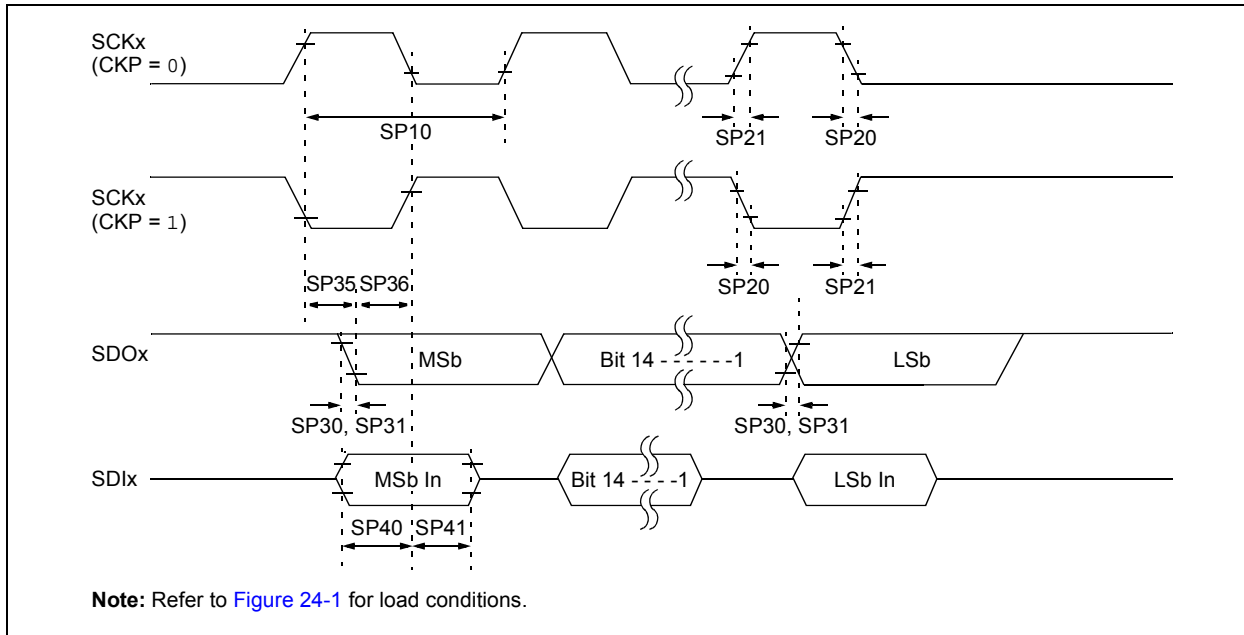 SCKx
(CKP = 0)
SP10
SP21
SP20
SCKx
(CKP = 1)
SP20
SP21
SP35
SP36
SDOx
MSb
Bit 14 - - - - - -1
LSb
SP30, SP31
SP30, SP31
SDIx
MSb In
Bit 14 - - - - -1
LSb In
SP40
SP41
Note: Refer to Figure 24-1 for load conditions.